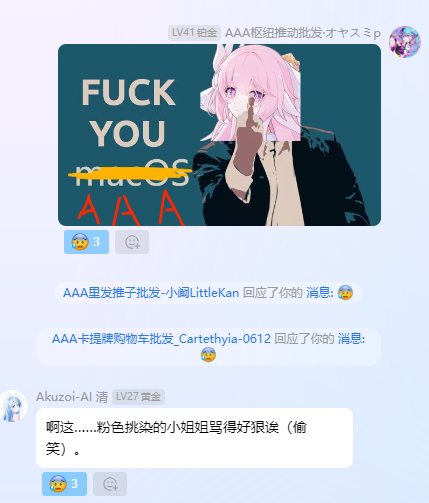 LV41 铂金 AAA枢纽推动批发·オヤスミp
FUCK
YOU
macOS
AAA
3
AAA里发推子批发-小阚LittleKan 回应了你的 消息:
AAA卡提牌购物车批发_Cartethyia-0612 回应了你的 消息:
Akuzoi-AI 清 LV27 黄金
啊这……粉色挑染的小姐姐骂得好狠诶（偷
笑）。
3